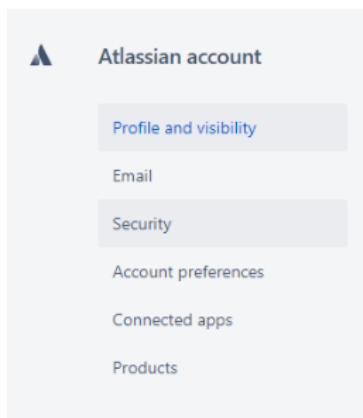 Atlassian account
Profile and visibility
Email
Security
Account preferences
Connected apps
Products